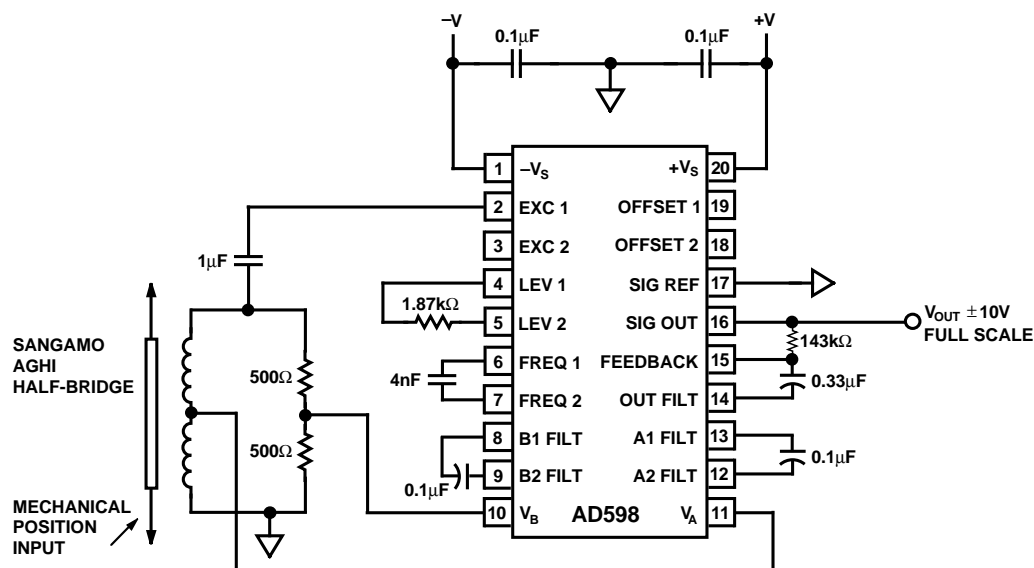 –V
+V
0.1µF
0.1µF
1 –VS
+VS 20
2 EXC 1
OFFSET 1 19
3 EXC 2
OFFSET 2 18
1µF
4 LEV 1
SIG REF 17
1.87kΩ
5 LEV 2
SIG OUT 16
VOUT ±10V
FULL SCALE
143kΩ
SANGAMO
AGHI
HALF-BRIDGE
500Ω
6 FREQ 1
FEEDBACK 15
4nF
0.33µF
7 FREQ 2
OUT FILT 14
500Ω
8 B1 FILT
A1 FILT 13
0.1µF
9 B2 FILT
A2 FILT 12
0.1µF
MECHANICAL
POSITION
INPUT
10 VB
AD598
VA 11